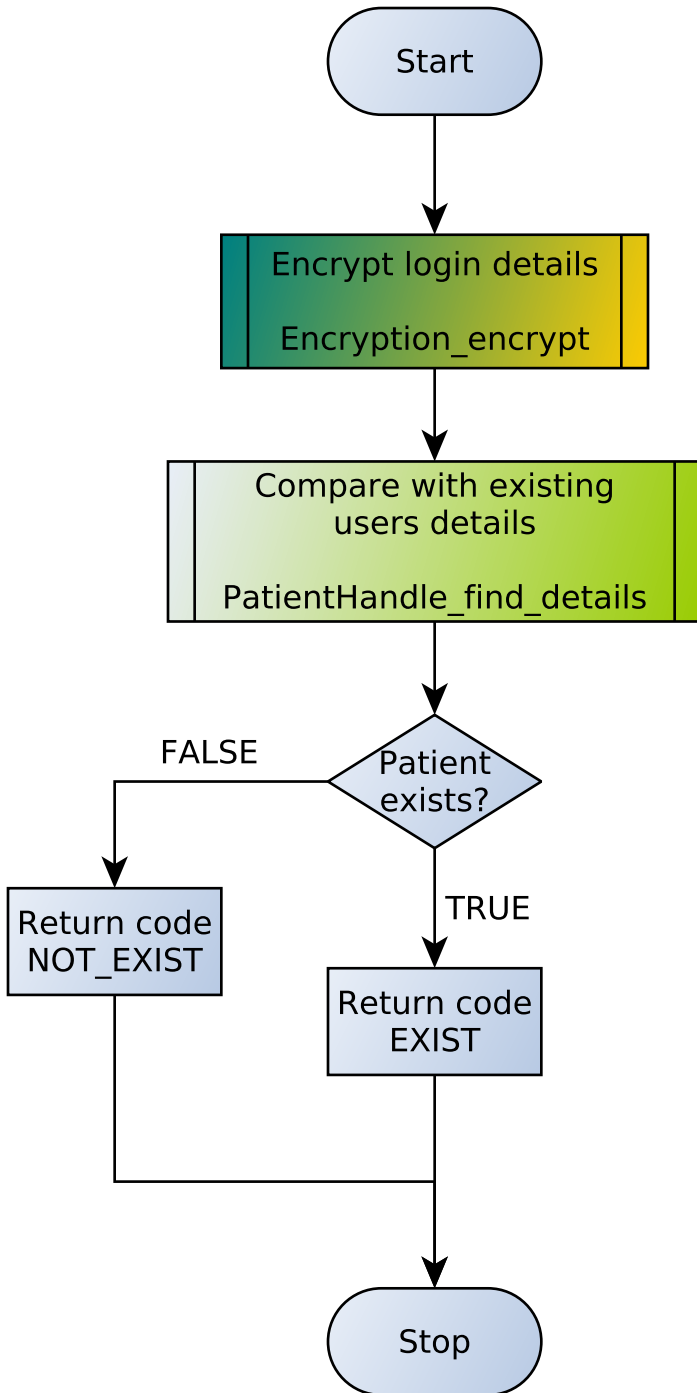 Start
Encrypt login details
Encryption_encrypt
Compare with existing
users details
PatientHandle_find_details
Patient
exists?
FALSE
TRUE
Return code
NOT_EXIST
Return code
EXIST
Stop